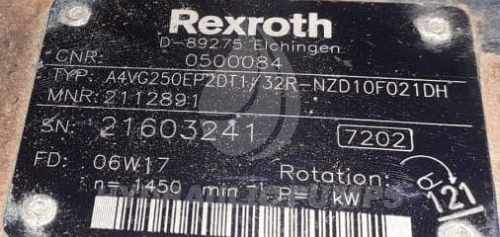 Rexroth
D-89275 Elchingen
CNR: 0500084
TYP: A4VG250EP2DT1/32R-NZD10F021DH
MNR: 2112891
SN: 21603241 7202
FD: 06W17 Rotation:
n= 1450 min⁻¹ P= kW
121